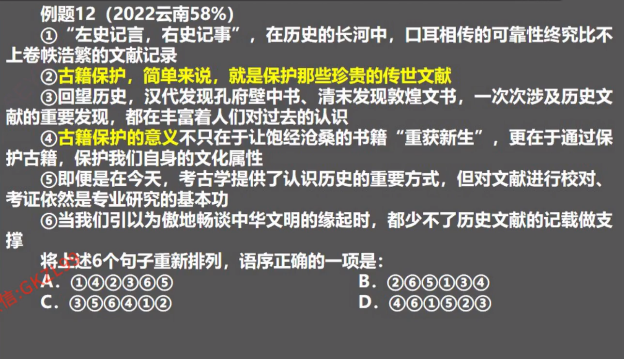 例题12（2022云南58%）
①“左史记言，右史记事”，在历史的长河中，口耳相传的可靠性终究比不
上卷帙浩繁的文献记录
②古籍保护，简单来说，就是保护那些珍贵的传世文献
③回望历史，汉代发现孔府壁中书、清末发现敦煌文书，一次次涉及历史文
献的重要发现，都在丰富着人们对过去的认识
④古籍保护的意义不只在于让饱经沧桑的书籍“重获新生”，更在于通过保
护古籍，保护我们自身的文化属性
⑤即便是在今天，考古学提供了认识历史的重要方式，但对文献进行校对、
考证依然是专业研究的基本功
⑥当我们引以为傲地畅谈中华文明的缘起时，都少不了历史文献的记载做支
撑
将上述6个句子重新排列，语序正确的一项是：
A．①④②③⑥⑤ B．②⑥⑤①③④
C．③⑤⑥④①② D．④⑥①⑤②③